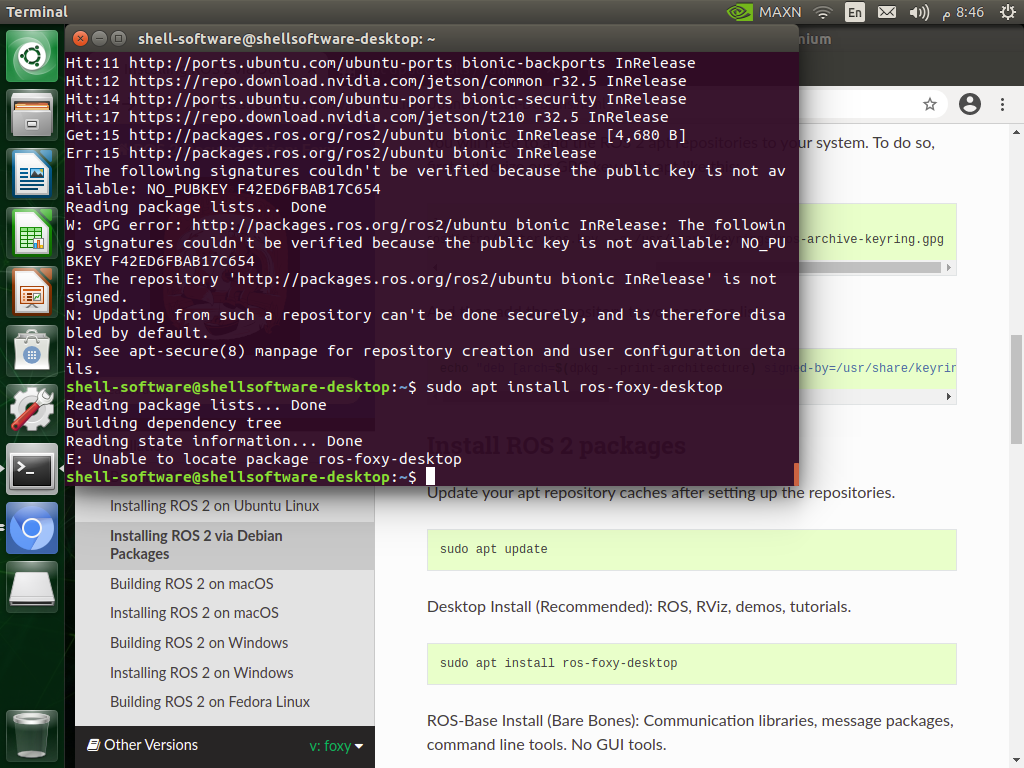 Terminal
MAXN
En
8:46 م
shell-software@shellsoftware-desktop: ~
nium
Hit:11 http://ports.ubuntu.com/ubuntu-ports bionic-backports InRelease
Hit:12 https://repo.download.nvidia.com/jetson/common r32.5 InRelease
Hit:14 http://ports.ubuntu.com/ubuntu-ports bionic-security InRelease
Hit:17 https://repo.download.nvidia.com/jetson/t210 r32.5 InRelease
Get:15 http://packages.ros.org/ros2/ubuntu bionic InRelease [4,680 B]
Err:15 http://packages.ros.org/ros2/ubuntu bionic InRelease
The following signatures couldn't be verified because the public key is not av
ailable: NO_PUBKEY F42ED6FBAB17C654
Reading package lists... Done
W: GPG error: http://packages.ros.org/ros2/ubuntu bionic InRelease: The followin
g signatures couldn't be verified because the public key is not available: NO_PU
BKEY F42ED6FBAB17C654
E: The repository 'http://packages.ros.org/ros2/ubuntu bionic InRelease' is not
signed.
N: Updating from such a repository can't be done securely, and is therefore disa
bled by default.
N: See apt-secure(8) manpage for repository creation and user configuration deta
ils.
shell-software@shellsoftware-desktop:~$ sudo apt install ros-foxy-desktop
Reading package lists... Done
Building dependency tree
Reading state information... Done
E: Unable to locate package ros-foxy-desktop
shell-software@shellsoftware-desktop:~$
your system. To do so,
-archive-keyring.gpg
signed-by=/usr/share/keyrin
Install ROS 2 packages
Update your apt repository caches after setting up the repositories.
sudo apt update
Desktop Install (Recommended): ROS, RViz, demos, tutorials.
sudo apt install ros-foxy-desktop
ROS-Base Install (Bare Bones): Communication libraries, message packages,
command line tools. No GUI tools.
Installing ROS 2 on Ubuntu Linux
Installing ROS 2 via Debian
Packages
Building ROS 2 on macOS
Installing ROS 2 on macOS
Building ROS 2 on Windows
Installing ROS 2 on Windows
Building ROS 2 on Fedora Linux
Other Versions
v: foxy